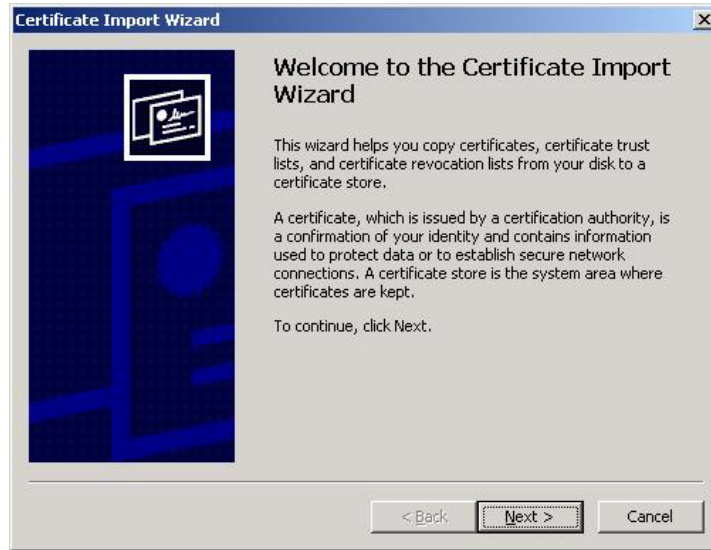 Certificate Import Wizard
Welcome to the Certificate Import
Wizard
This wizard helps you copy certificates, certificate trust
lists, and certificate revocation lists from your disk to a
certificate store.
A certificate, which is issued by a certification authority, is
a confirmation of your identity and contains information
used to protect data or to establish secure network
connections. A certificate store is the system area where
certificates are kept.
To continue, click Next.
< Back Next > Cancel